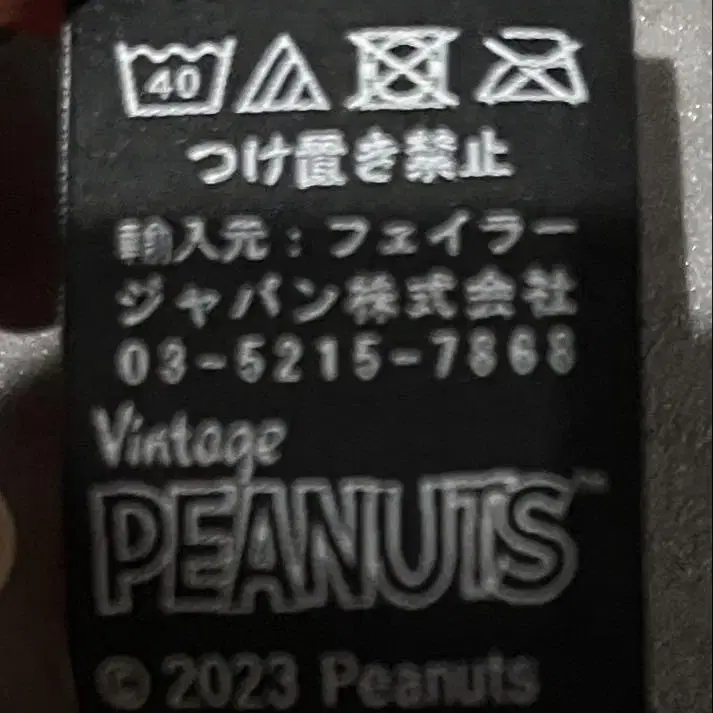 40
つけ置き禁止
輸入元：フェイラー
ジャパン株式会社
03-5215-7868
Vintage
PEANUTS™
© 2023 Peanuts